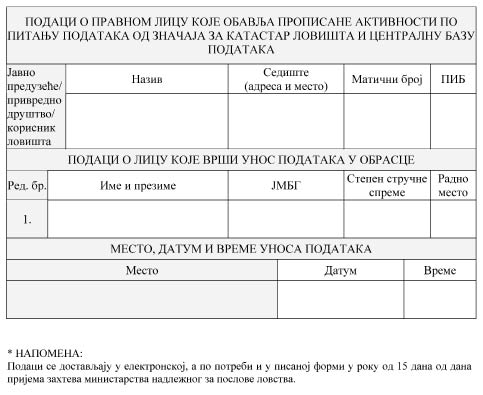 ПОДАЦИ О ПРАВНОМ ЛИЦУ КОЈЕ ОБАВЉА ПРОПИСАНЕ АКТИВНОСТИ ПО
ПИТАЊУ ПОДАТАКА ОД ЗНАЧАЈА ЗА КАТАСТАР ЛОВИШТА И ЦЕНТРАЛНУ БАЗУ
ПОДАТАКА
Јавно
предузеће/
привредно
друштво/
корисник
ловишта
Назив
Седиште
(адреса и место)
Матични број
ПИБ
ПОДАЦИ О ЛИЦУ КОЈЕ ВРШИ УНОС ПОДАТАКА У ОБРАСЦЕ
Ред. бр.
Име и презиме
ЈМБГ
Степен стручне
спреме
Радно
место
1.
МЕСТО, ДАТУМ И ВРЕМЕ УНОСА ПОДАТАКА
Место
Датум
Време
* НАПОМЕНА:
Подаци се достављају у електронској, а по потреби и у писаној форми у року од 15 дана од дана
пријема захтева министарства надлежног за послове ловства.